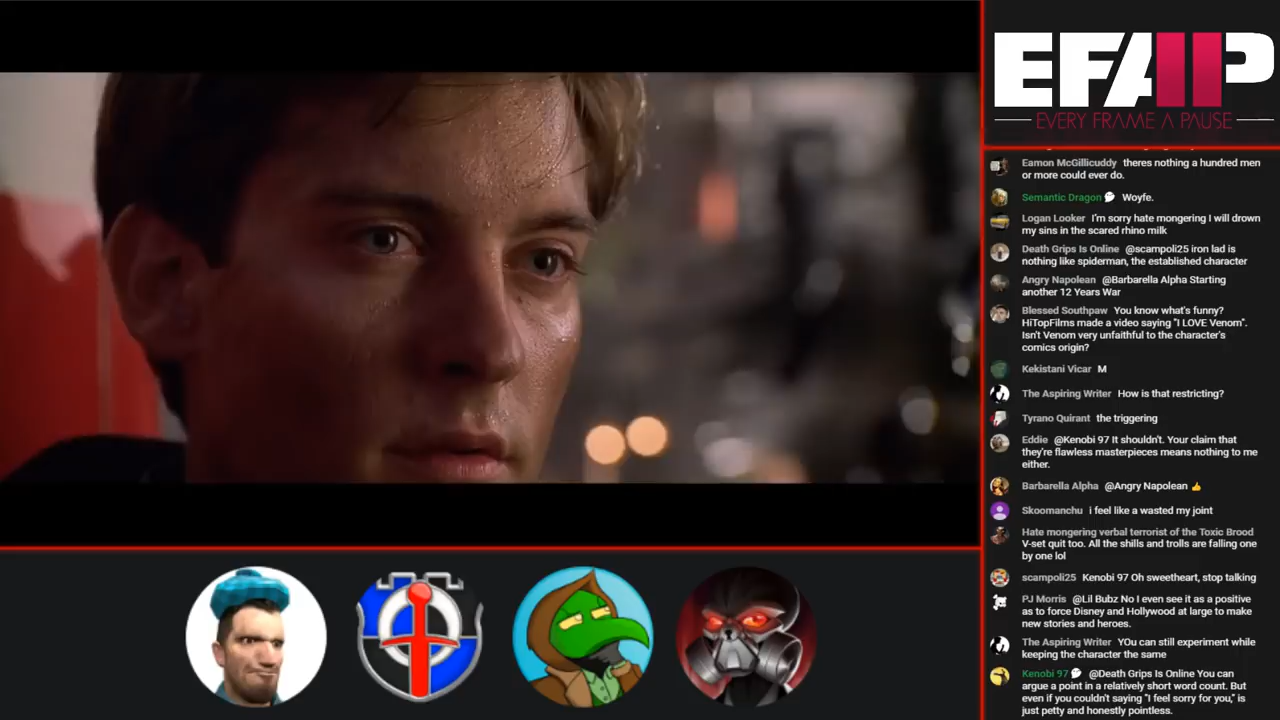 EFAP
EVERY FRAME A PAUSE
Eamon McGillicuddy theres nothing a hundred men
or more could ever do.
Semantic Dragon Woyfe.
Logan Looker I'm sorry hate mongering I will drown
my sins in the scared rhino milk
Death Grips Is Online @scampoli25 iron lad is
nothing like spiderman, the established character
Angry Napolean @Barbarella Alpha Starting
another 12 Years War
Blessed Southpaw You know what's funny?
HiTopFilms made a video saying "I LOVE Venom".
Isn't Venom very unfaithful to the character's
comics origin?
Kekistani Vicar M
The Aspiring Writer How is that restricting?
Tyrano Quirant the triggering
Eddie @Kenobi 97 It shouldn't. Your claim that
they're flawless masterpieces means nothing to me
either.
Barbarella Alpha @Angry Napolean 👍
Skoomanchu i feel like a wasted my joint
Hate mongering verbal terrorist of the Toxic Brood
V-set quit too. All the shills and trolls are falling one
by one lol
scampoli25 Kenobi 97 Oh sweetheart, stop talking
PJ Morris @Lil Bubz No I even see it as a positive
as to force Disney and Hollywood at large to make
new stories and heroes.
The Aspiring Writer YOu can still experiment while
keeping the character the same
Kenobi 97 @Death Grips Is Online You can
argue a point in a relatively short word count. But
even if you couldn't saying "I feel sorry for you," is
just petty and honestly pointless.